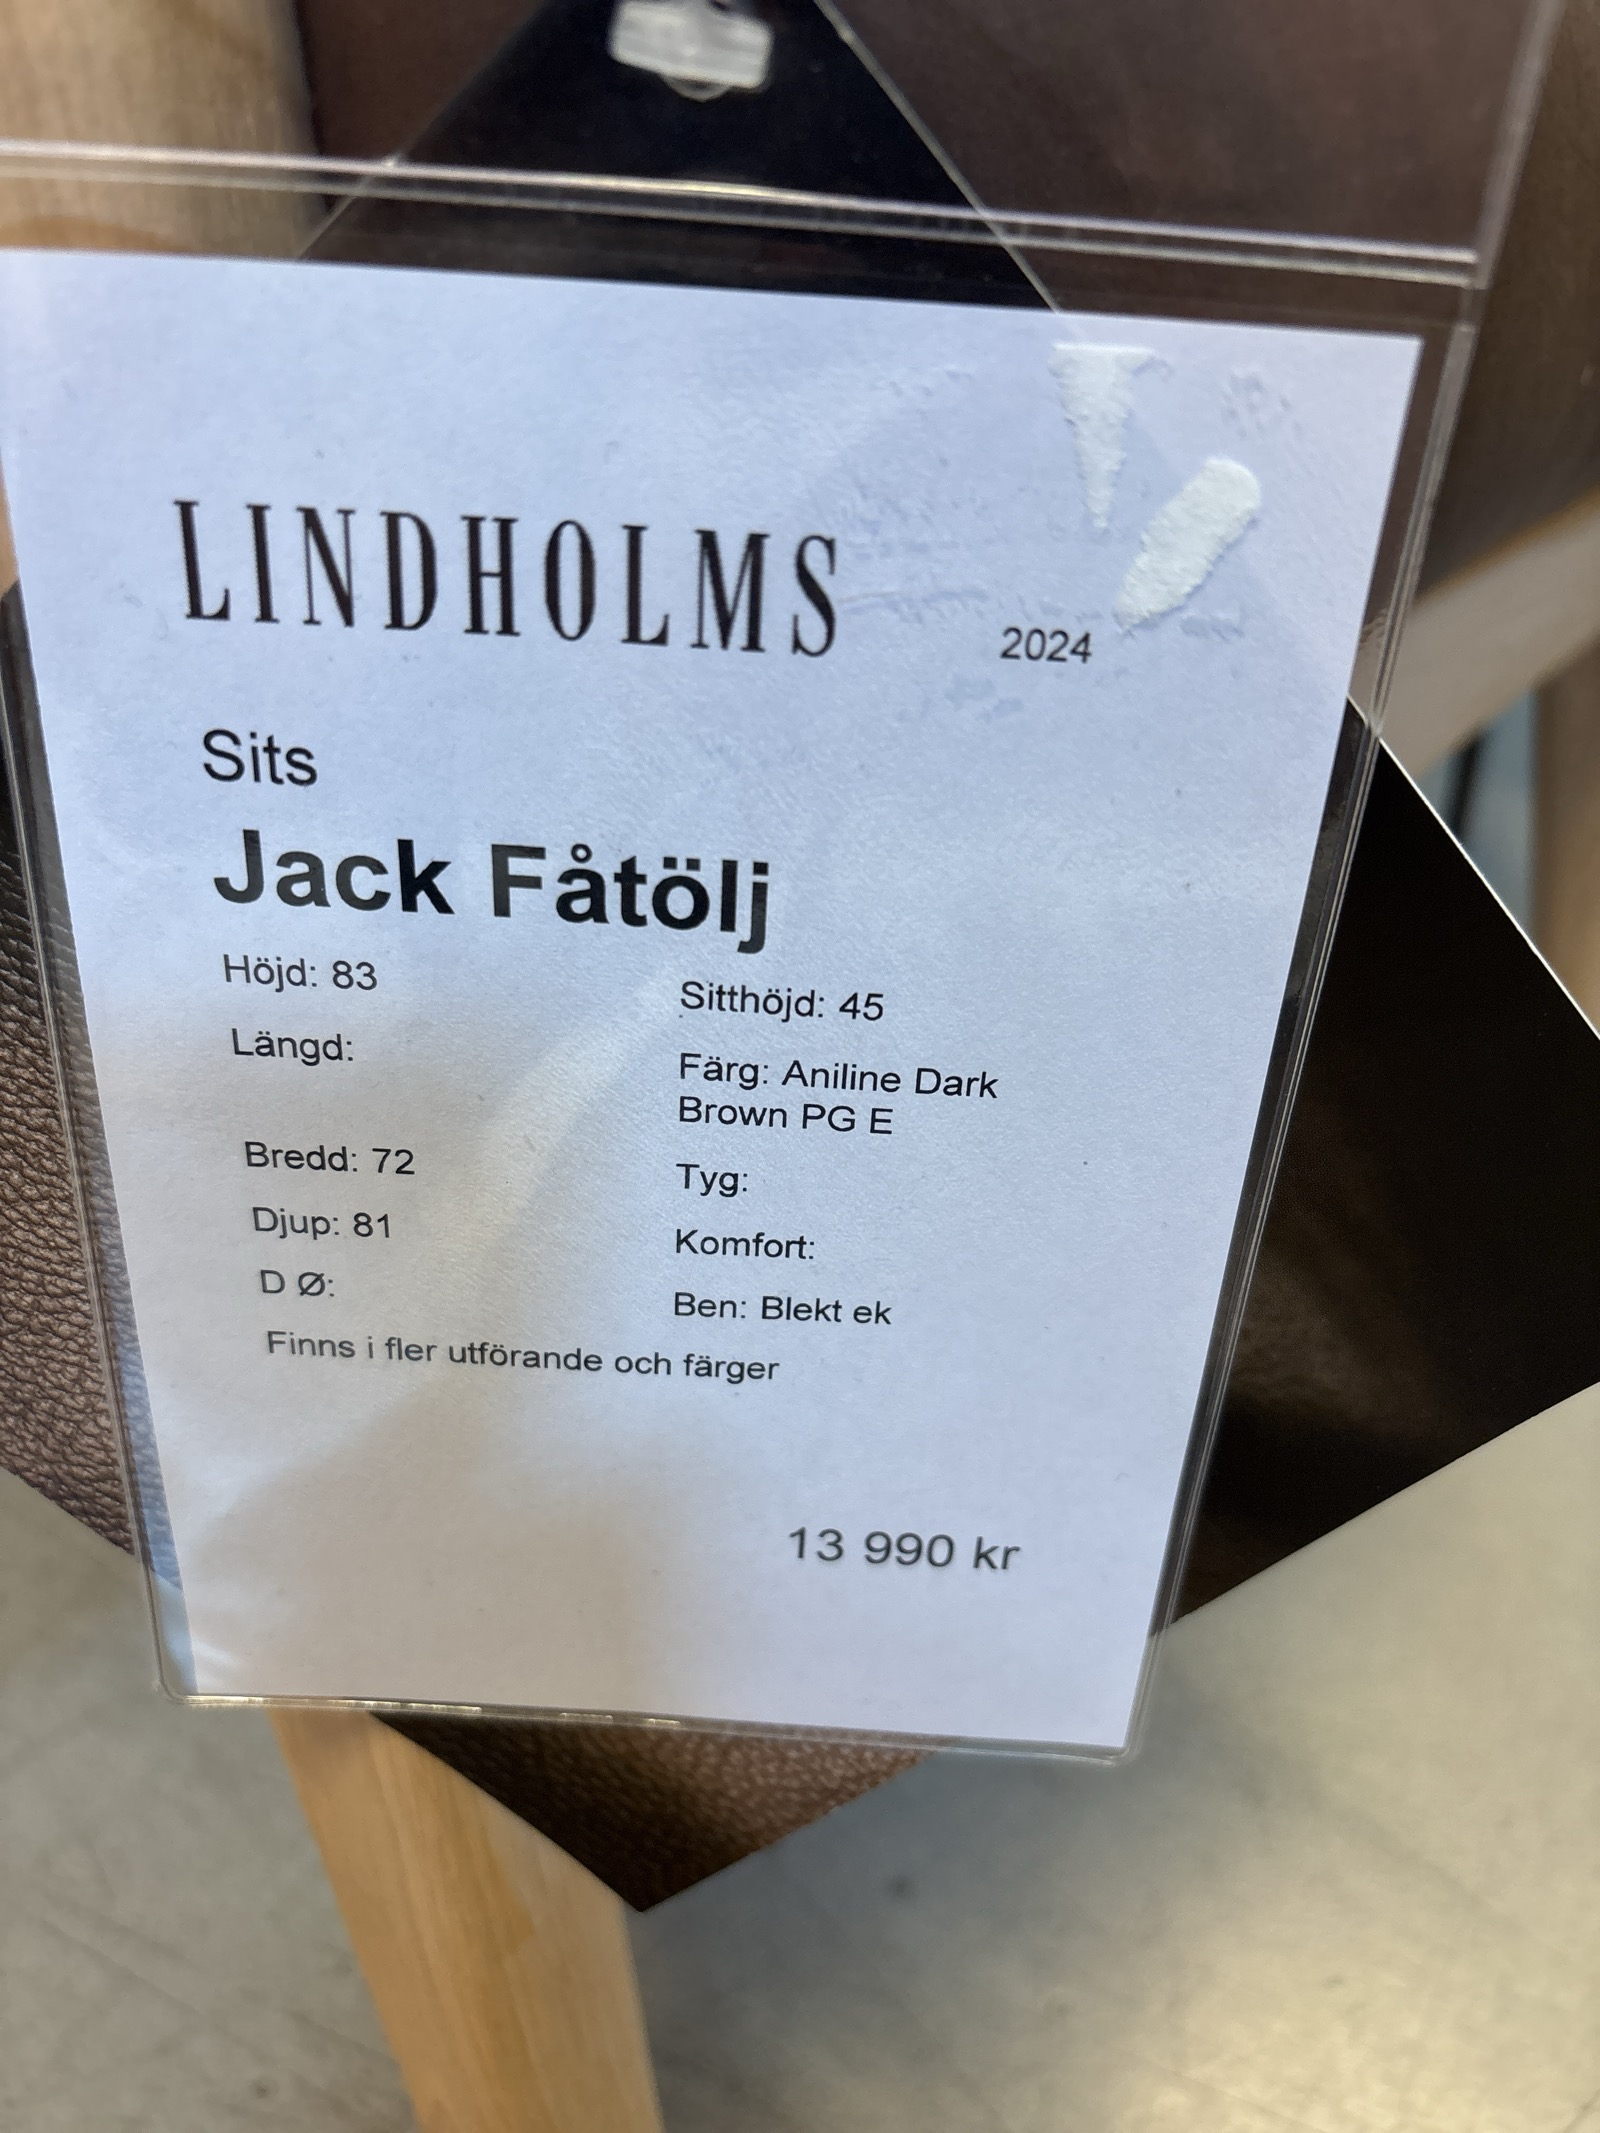 LINDHOLMS
2024
Sits
Jack Fåtölj
Höjd: 83
Längd:
Bredd: 72
Djup: 81
D Ø:
Sitthöjd: 45
Färg: Aniline Dark
Brown PG E
Tyg:
Komfort:
Ben: Blekt ek
Finns i fler utförande och färger
13 990 kr